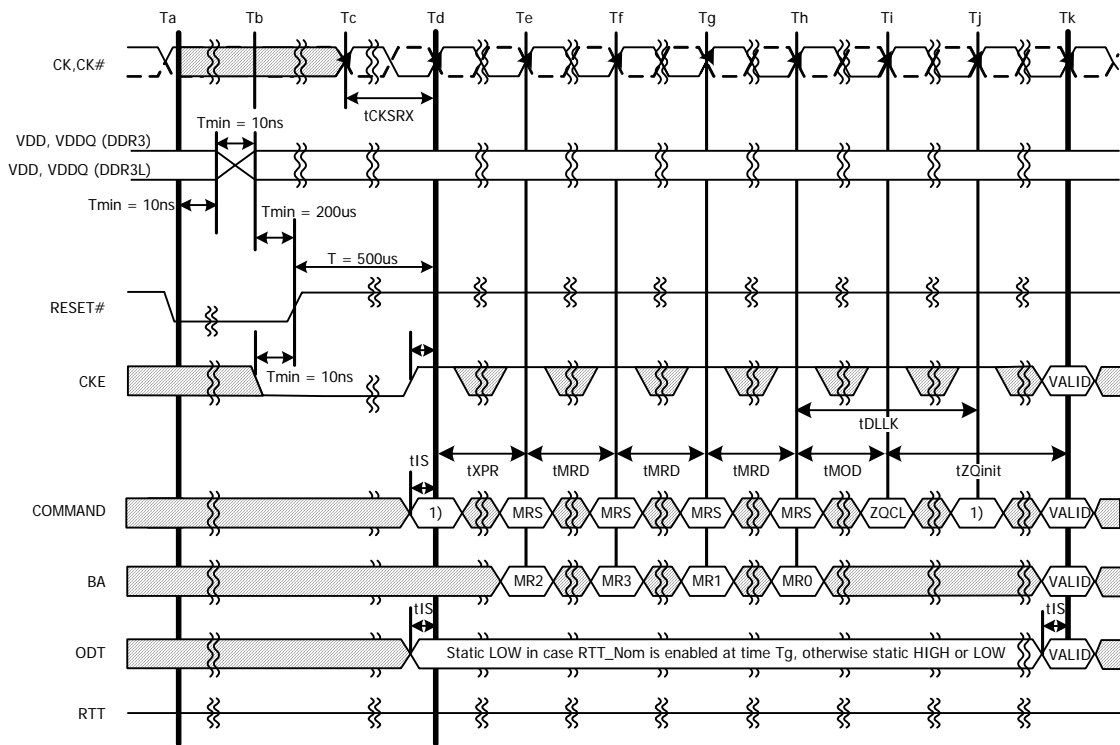 Ta Tb Tc Td Te Tf Tg Th Ti Tj Tk
CK,CK#
tCKSRX
Tmin = 10ns
VDD, VDDQ (DDR3)
VDD, VDDQ (DDR3L)
Tmin = 10ns
Tmin = 200us
T = 500us
RESET#
Tmin = 10ns
CKE
VALID
tDLLK
tIS
tXPR tMRD tMRD tMRD tMOD tZQinit
COMMAND 1) MRS MRS MRS MRS ZQCL 1) VALID
BA MR2 MR3 MR1 MR0 VALID
tIS tIS
ODT Static LOW in case RTT_Nom is enabled at time Tg, otherwise static HIGH or LOW VALID
RTT